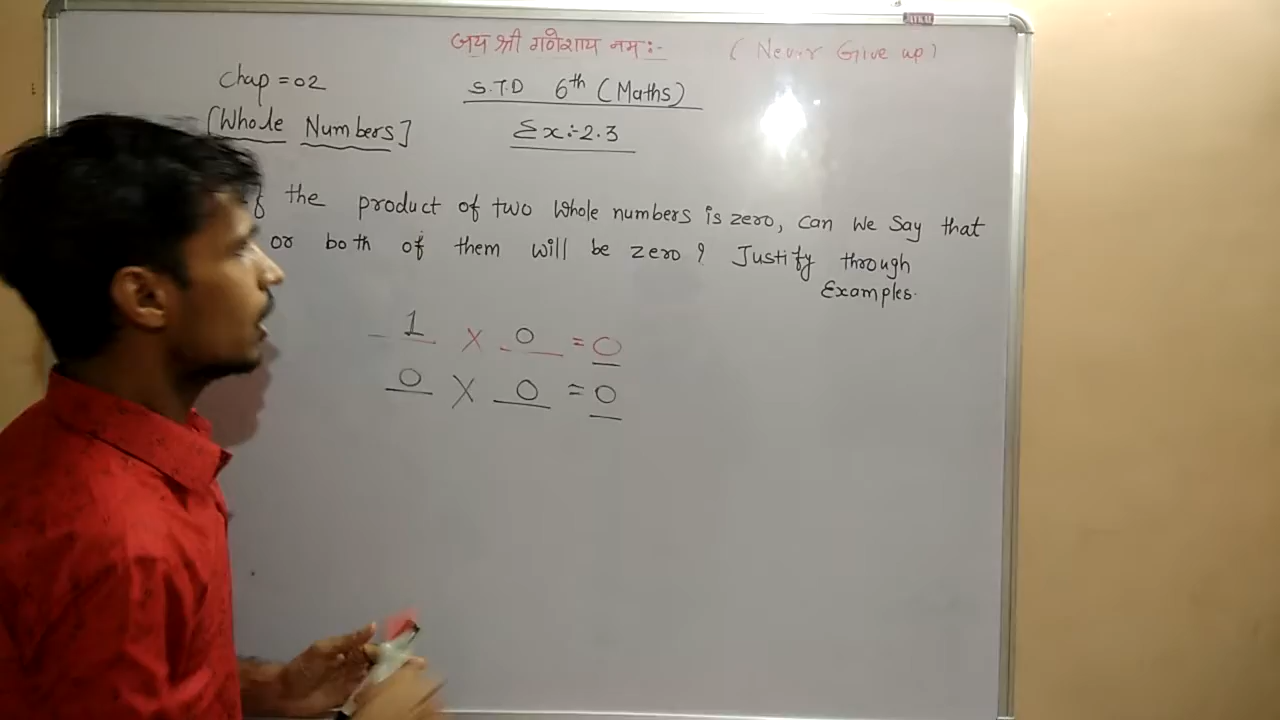 जय श्री गणेशाय नमः:-
( Never Give up)
Chap = 02
S.T.D 6th (Maths)
[Whole Numbers]
Ex:-2.3
the product of two Whole numbers is zero, can We Say that
or both of them will be zero? Justify through
Examples.
1 X 0 = 0
0 X 0 = 0